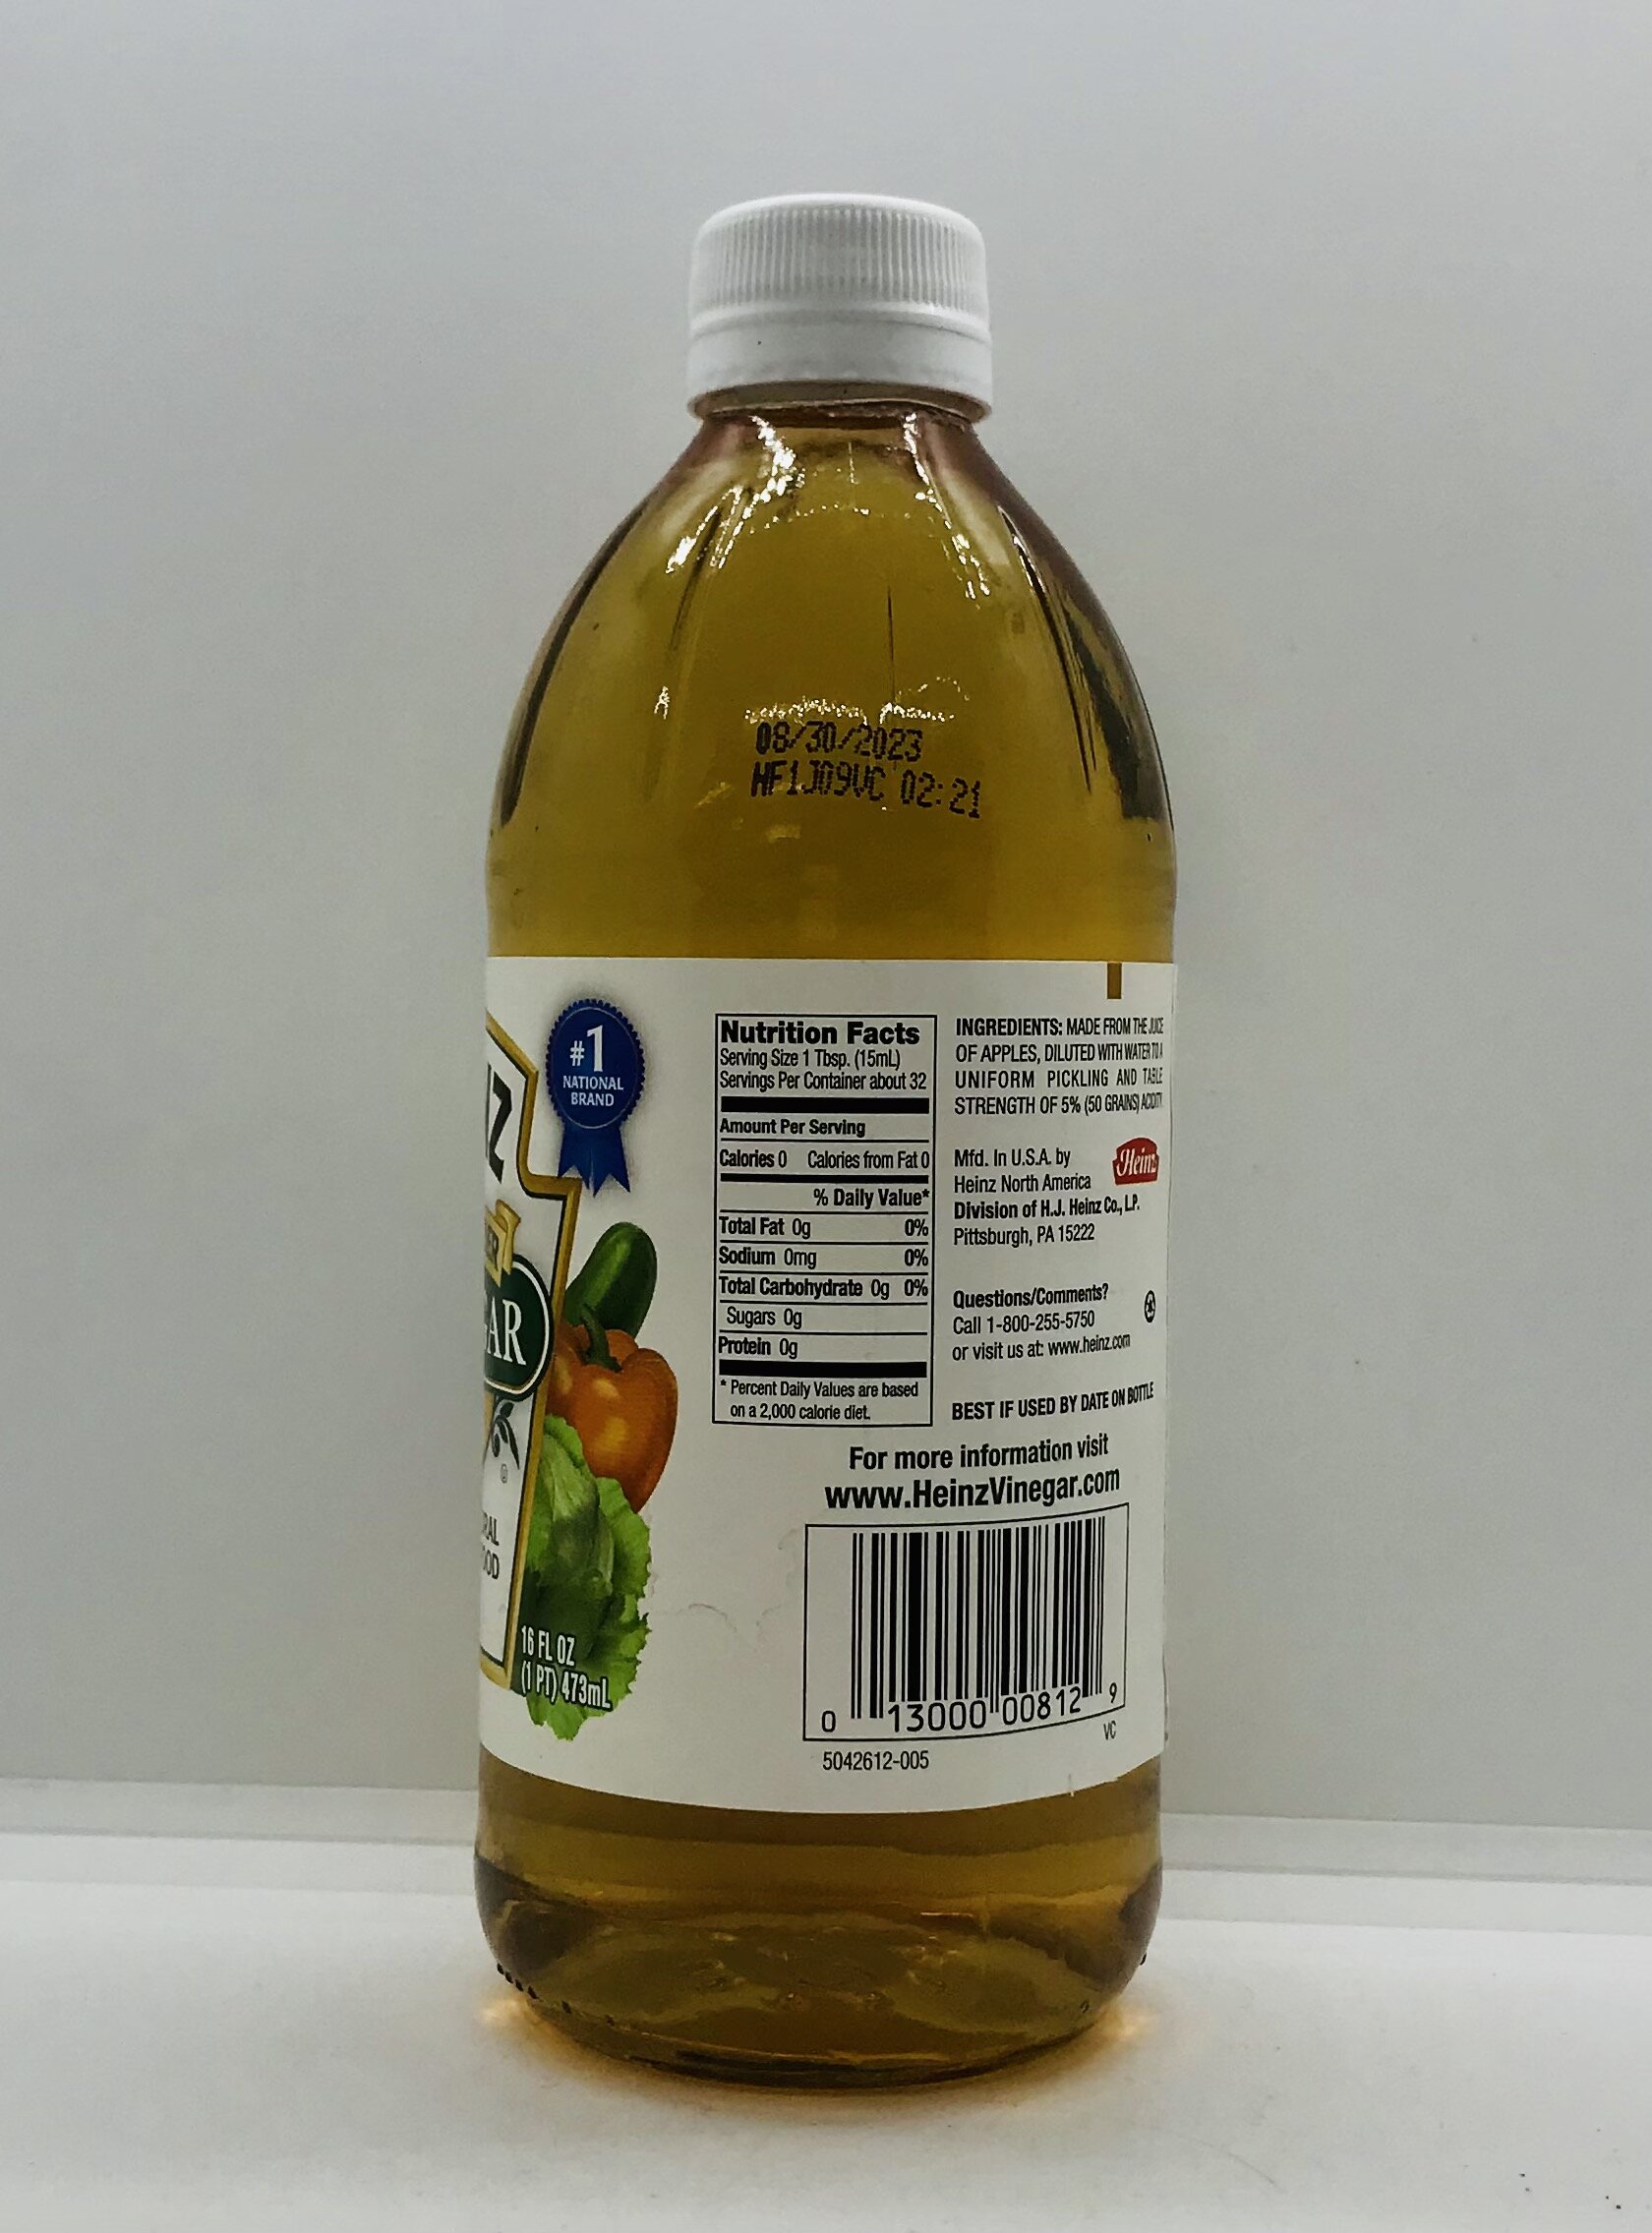 08/30/2023
HF1J09VC 02:21
#1
NATIONAL
BRAND
NZ
AR
®
RAL
OOD
16 FL OZ
(1 PT) 473mL
Nutrition Facts
Serving Size 1 Tbsp. (15mL)
Servings Per Container about 32
Amount Per Serving
Calories 0 Calories from Fat 0
% Daily Value*
Total Fat 0g 0%
Sodium 0mg 0%
Total Carbohydrate 0g 0%
Sugars 0g
Protein 0g
* Percent Daily Values are based
on a 2,000 calorie diet.
INGREDIENTS: MADE FROM THE JUICE
OF APPLES, DILUTED WITH WATER TO A
UNIFORM PICKLING AND TABLE
STRENGTH OF 5% (50 GRAINS) ACIDITY.
Mfd. In U.S.A. by
Heinz North America
Division of H.J. Heinz Co., L.P.
Pittsburgh, PA 15222
Heinz
Questions/Comments?
Call 1-800-255-5750
or visit us at: www.heinz.com
BEST IF USED BY DATE ON BOTTLE
For more information visit
www.HeinzVinegar.com
0 13000 00812 9
VC
5042612-005